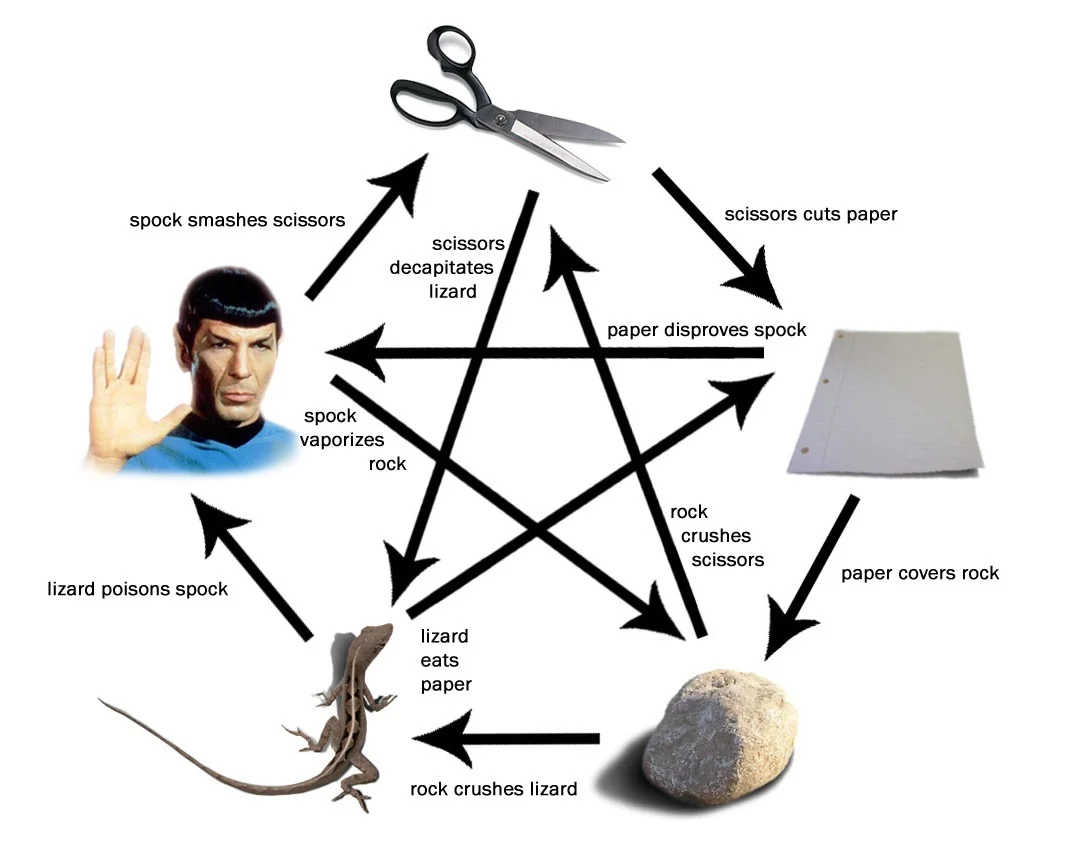 spock smashes scissors
scissors cuts paper
scissors
decapitates
lizard
paper disproves spock
spock
vaporizes
rock
rock
crushes
scissors
lizard poisons spock
paper covers rock
lizard
eats
paper
rock crushes lizard